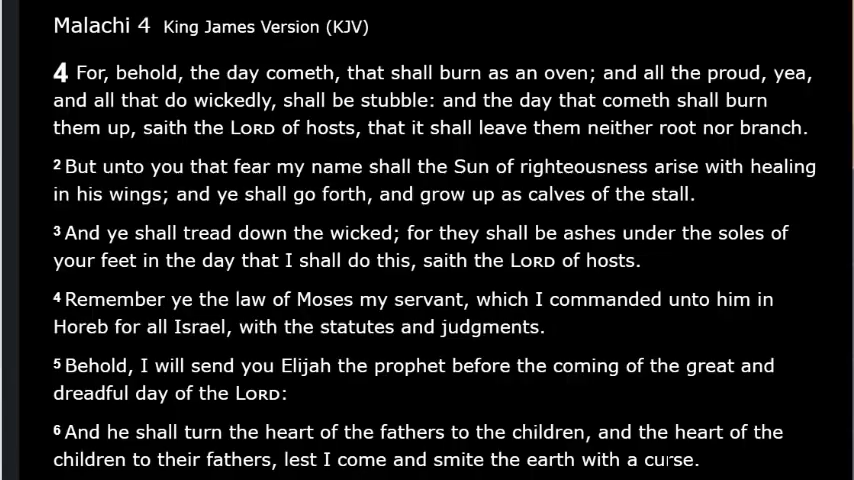 Malachi 4 King James Version (KJV)
4 For, behold, the day cometh, that shall burn as an oven; and all the proud, yea,
and all that do wickedly, shall be stubble: and the day that cometh shall burn
them up, saith the LORD of hosts, that it shall leave them neither root nor branch.
2 But unto you that fear my name shall the Sun of righteousness arise with healing
in his wings; and ye shall go forth, and grow up as calves of the stall.
3 And ye shall tread down the wicked; for they shall be ashes under the soles of
your feet in the day that I shall do this, saith the LORD of hosts.
4 Remember ye the law of Moses my servant, which I commanded unto him in
Horeb for all Israel, with the statutes and judgments.
5 Behold, I will send you Elijah the prophet before the coming of the great and
dreadful day of the LORD:
6 And he shall turn the heart of the fathers to the children, and the heart of the
children to their fathers, lest I come and smite the earth with a curse.